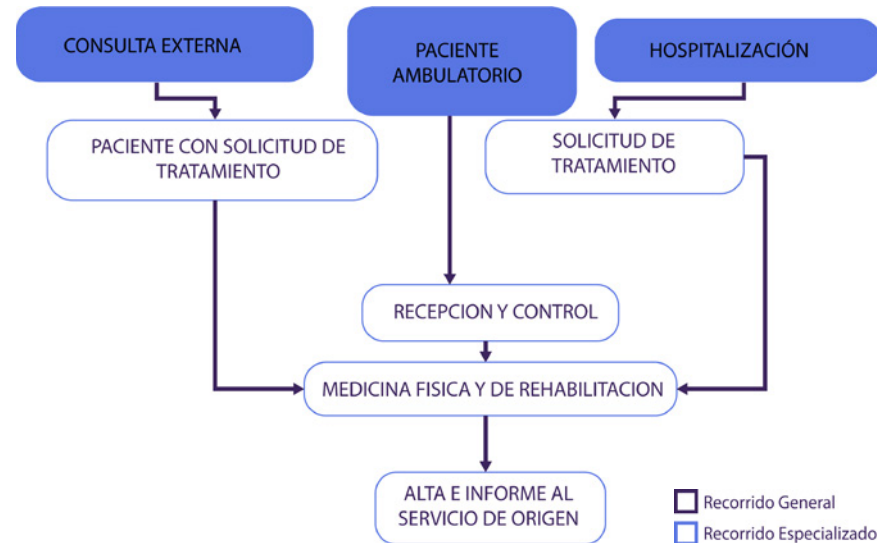 CONSULTA EXTERNA
PACIENTE
AMBULATORIO
HOSPITALIZACIÓN
PACIENTE CON SOLICITUD DE
TRATAMIENTO
SOLICITUD DE
TRATAMIENTO
RECEPCION Y CONTROL
MEDICINA FISICA Y DE REHABILITACION
ALTA E INFORME AL
SERVICIO DE ORIGEN
Recorrido General
Recorrido Especializado